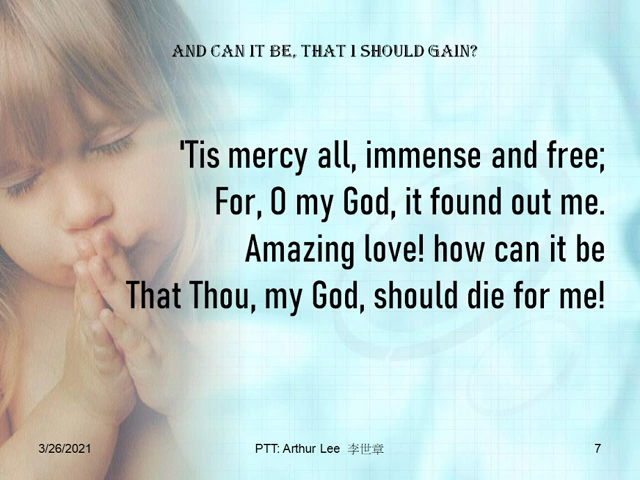 AND CAN IT BE, THAT I SHOULD GAIN?
'Tis mercy all, immense and free;
For, O my God, it found out me.
Amazing love! how can it be
That Thou, my God, should die for me!
3/26/2021 PTT: Arthur Lee 李世章 7